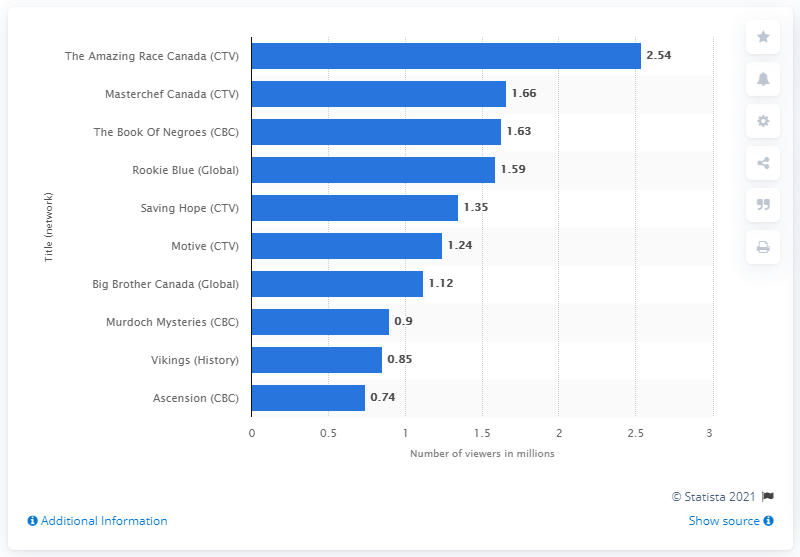 The Amazing Race Canada (CTV) 2.54
Masterchef Canada (CTV) 1.66
The Book Of Negroes (CBC) 1.63
Rookie Blue (Global) 1.59
Saving Hope (CTV) 1.35
Motive (CTV) 1.24
Big Brother Canada (Global) 1.12
Murdoch Mysteries (CBC) 0.9
Vikings (History) 0.85
Ascension (CBC) 0.74
Title (network)
0 0.5 1 1.5 2 2.5 3
Number of viewers in millions
© Statista 2021
Additional Information
Show source